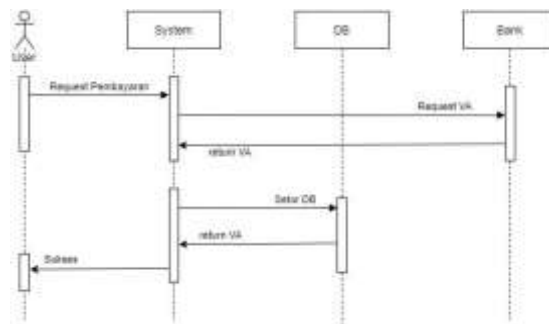 System
DB
Bank
User
Request Pembayaran
Request VA
return VA
Setor DB
return VA
Sukses